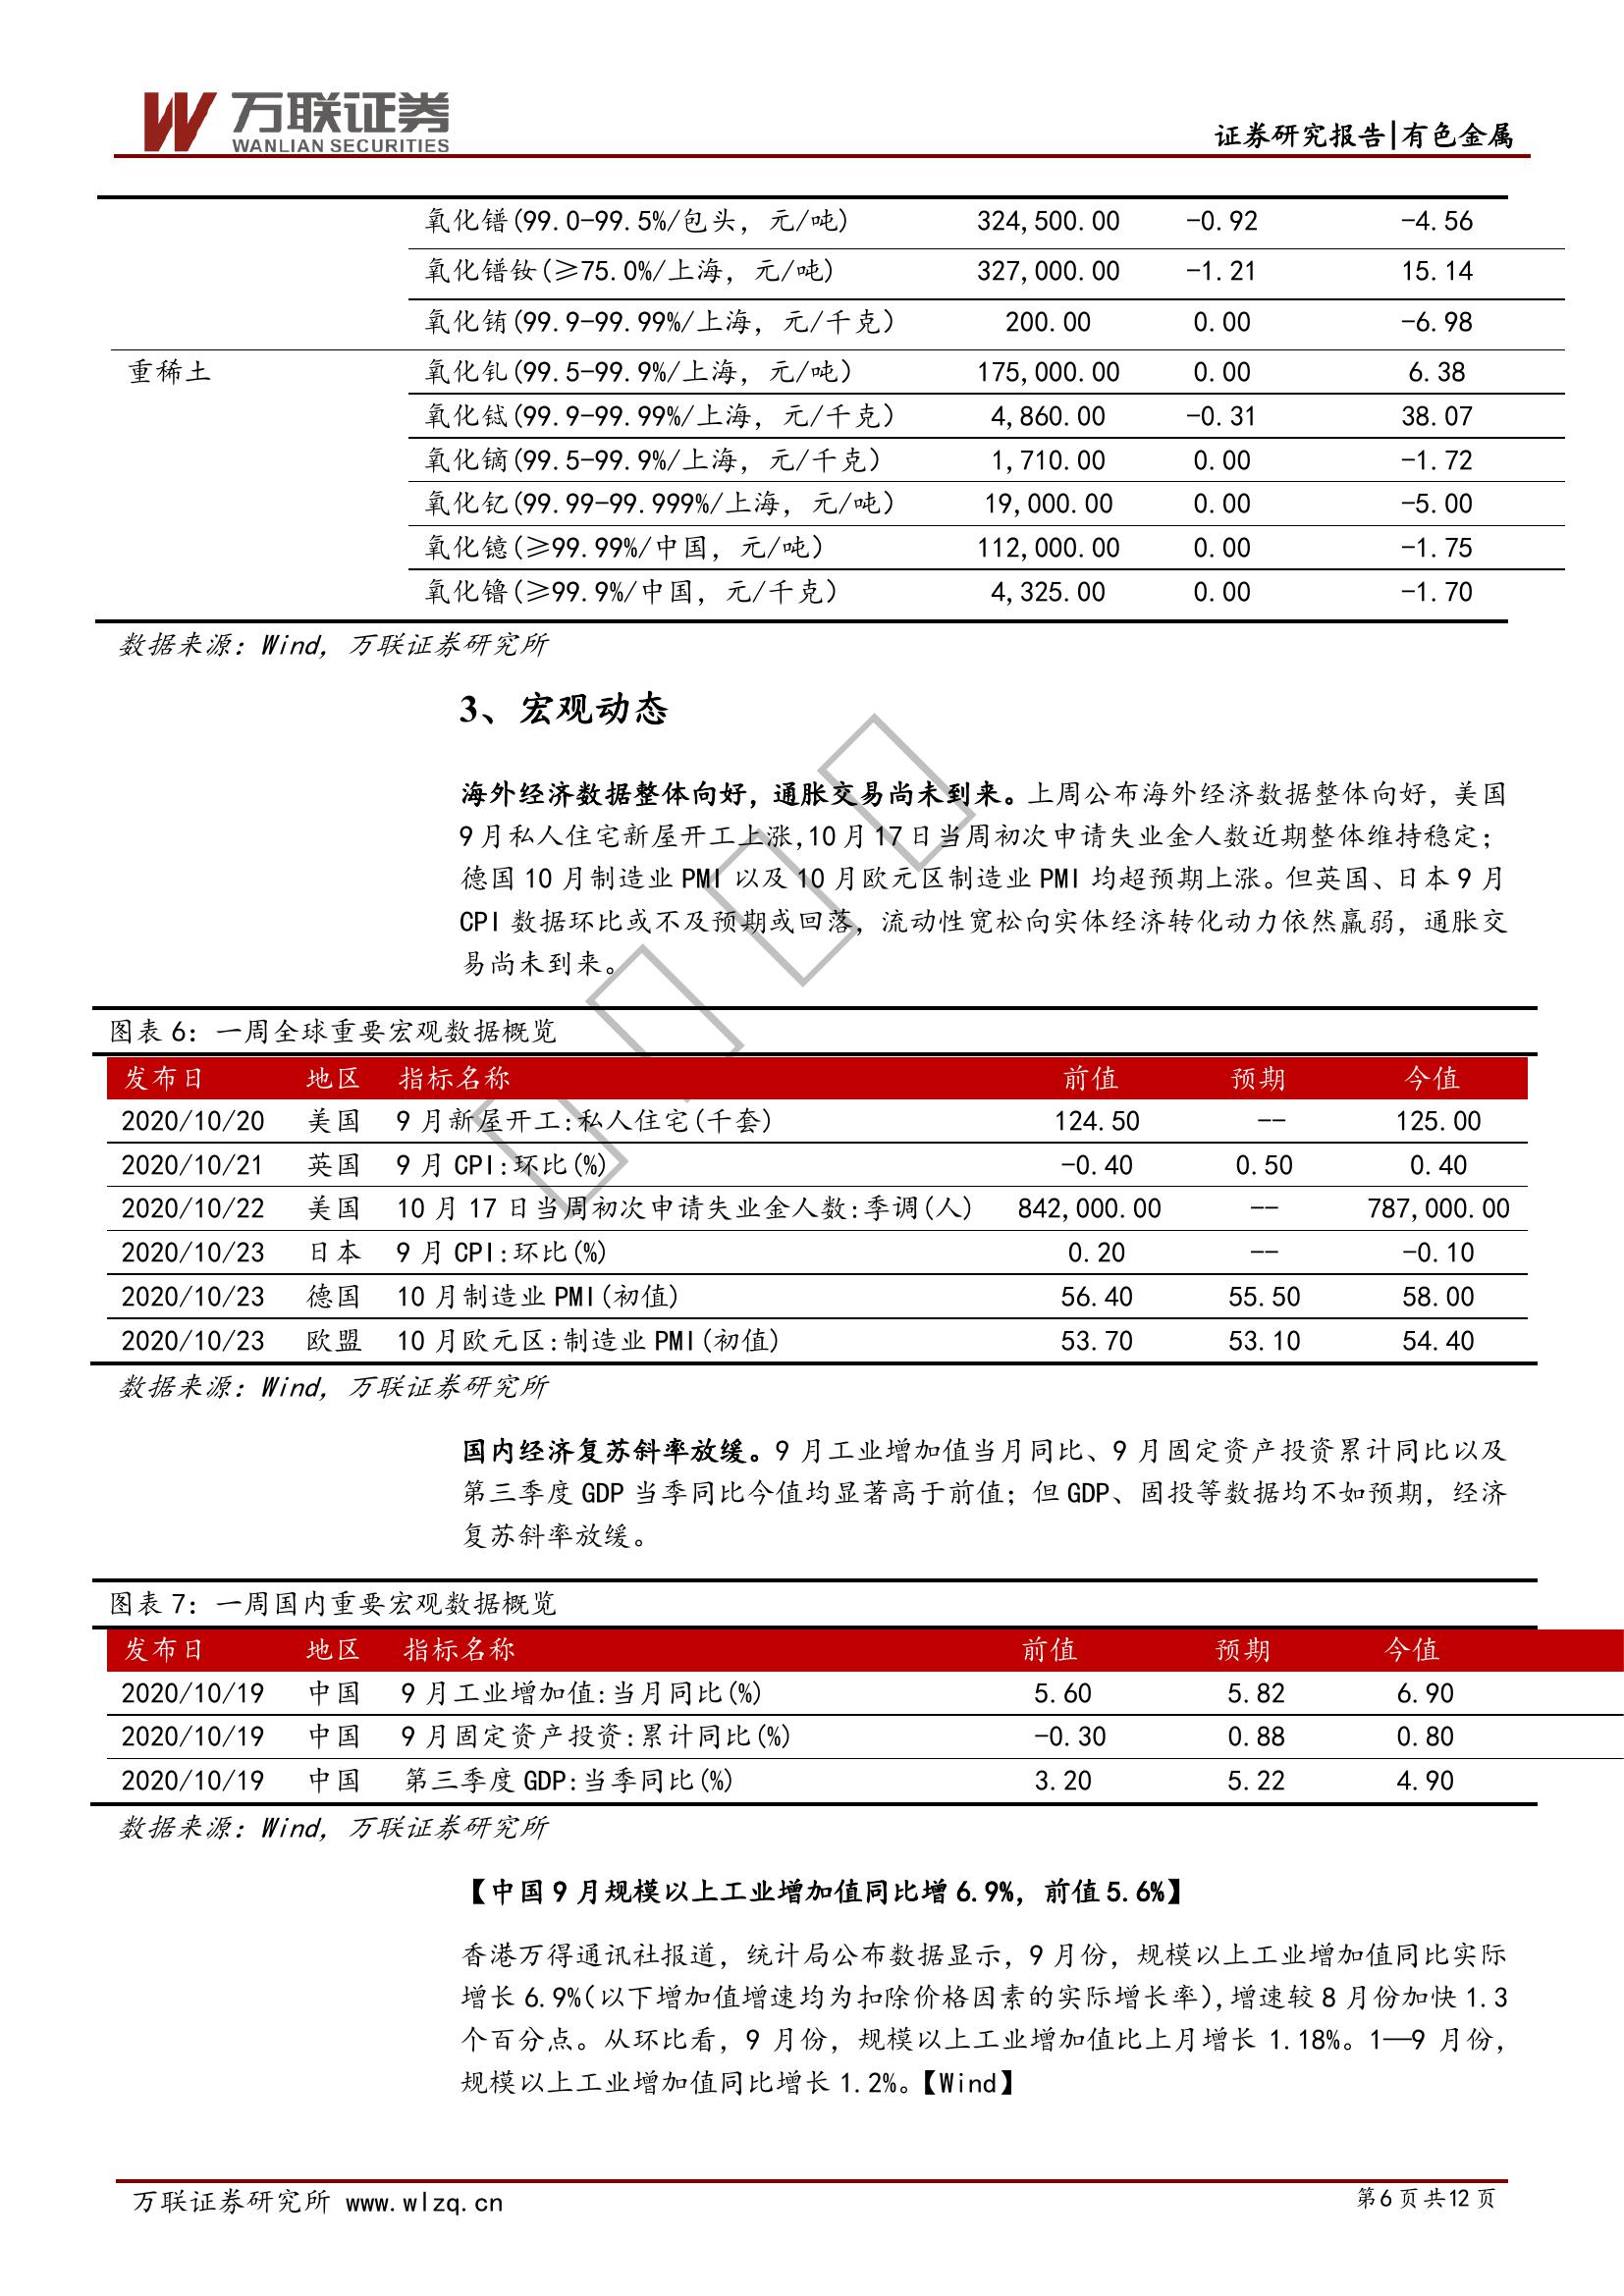 万联证券
WANLIAN SECURITIES
证券研究报告|有色金属
氧化镨(99.0-99.5%/包头，元/吨) 324,500.00 -0.92 -4.56
氧化镨钕(≥75.0%/上海，元/吨) 327,000.00 -1.21 15.14
氧化铕(99.9-99.99%/上海，元/千克) 200.00 0.00 -6.98
重稀土 氧化钆(99.5-99.9%/上海，元/吨) 175,000.00 0.00 6.38
氧化铽(99.9-99.99%/上海，元/千克) 4,860.00 -0.31 38.07
氧化镝(99.5-99.9%/上海，元/千克) 1,710.00 0.00 -1.72
氧化钇(99.99-99.999%/上海，元/吨) 19,000.00 0.00 -5.00
氧化镱(≥99.99%/中国，元/吨) 112,000.00 0.00 -1.75
氧化镥(≥99.9%/中国，元/千克) 4,325.00 0.00 -1.70
数据来源：Wind，万联证券研究所
3、宏观动态
海外经济数据整体向好，通胀交易尚未到来。上周公布海外经济数据整体向好，美国
9月私人住宅新屋开工上涨,10月17日当周初次申请失业金人数近期整体维持稳定；
德国10月制造业PMI以及10月欧元区制造业PMI均超预期上涨。但英国、日本9月
CPI数据环比或不及预期或回落，流动性宽松向实体经济转化动力依然羸弱，通胀交
易尚未到来。
图表6：一周全球重要宏观数据概览
发布日 地区 指标名称 前值 预期 今值
2020/10/20 美国 9月新屋开工:私人住宅(千套) 124.50 -- 125.00
2020/10/21 英国 9月CPI:环比(%) -0.40 0.50 0.40
2020/10/22 美国 10月17日当周初次申请失业金人数:季调(人) 842,000.00 -- 787,000.00
2020/10/23 日本 9月CPI:环比(%) 0.20 -- -0.10
2020/10/23 德国 10月制造业PMI(初值) 56.40 55.50 58.00
2020/10/23 欧盟 10月欧元区:制造业PMI(初值) 53.70 53.10 54.40
数据来源：Wind，万联证券研究所
国内经济复苏斜率放缓。9月工业增加值当月同比、9月固定资产投资累计同比以及
第三季度GDP当季同比今值均显著高于前值；但GDP、固投等数据均不如预期，经济
复苏斜率放缓。
图表7：一周国内重要宏观数据概览
发布日 地区 指标名称 前值 预期 今值
2020/10/19 中国 9月工业增加值:当月同比(%) 5.60 5.82 6.90
2020/10/19 中国 9月固定资产投资:累计同比(%) -0.30 0.88 0.80
2020/10/19 中国 第三季度GDP:当季同比(%) 3.20 5.22 4.90
数据来源：Wind，万联证券研究所
【中国9月规模以上工业增加值同比增6.9%，前值5.6%】
香港万得通讯社报道，统计局公布数据显示，9月份，规模以上工业增加值同比实际
增长6.9%(以下增加值增速均为扣除价格因素的实际增长率),增速较8月份加快1.3
个百分点。从环比看，9月份，规模以上工业增加值比上月增长1.18%。1—9月份，
规模以上工业增加值同比增长1.2%。【Wind】
万联证券研究所 www.wlzq.cn 第6页共12页